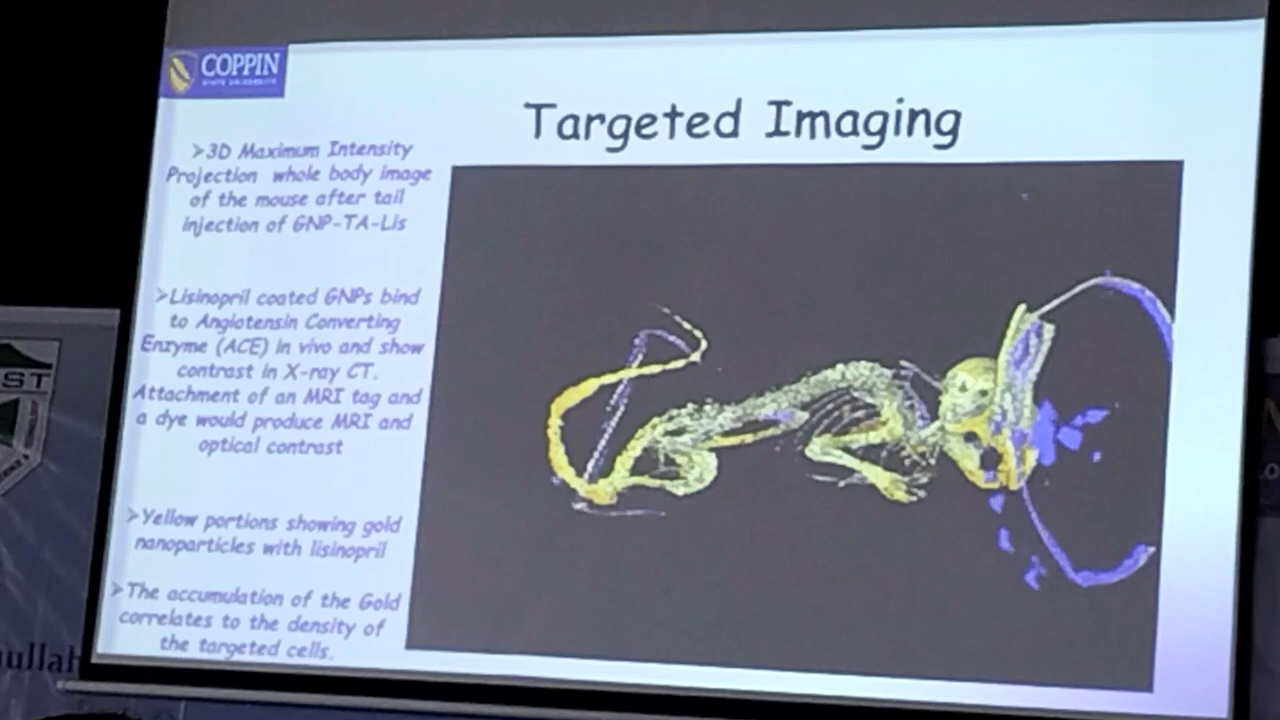 COPPIN
STATE UNIVERSITY
Targeted Imaging
➢3D Maximum Intensity
Projection whole body image
of the mouse after tail
injection of GNP-TA-Lis
➢Lisinopril coated GNPs bind
to Angiotensin Converting
Enzyme (ACE) in vivo and show
contrast in X-ray CT.
Attachment of an MRI tag and
a dye would produce MRI and
optical contrast
➢Yellow portions showing gold
nanoparticles with lisinopril
➢The accumulation of the Gold
correlates to the density of
the targeted cells.
ST